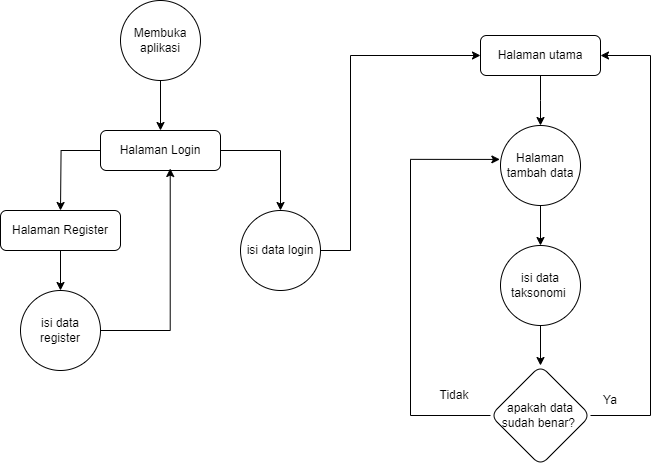 Membuka
aplikasi
Halaman Login
Halaman Register
isi data
register
isi data login
Halaman utama
Halaman
tambah data
isi data
taksonomi
apakah data
sudah benar?
Tidak
Ya